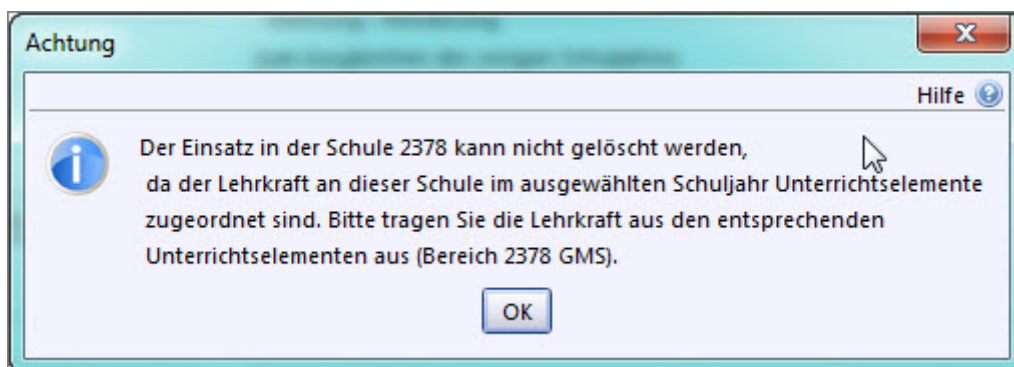 Achtung
Hilfe
Der Einsatz in der Schule 2378 kann nicht gelöscht werden,
da der Lehrkraft an dieser Schule im ausgewählten Schuljahr Unterrichtselemente
zugeordnet sind. Bitte tragen Sie die Lehrkraft aus den entsprechenden
Unterrichtselementen aus (Bereich 2378 GMS).
OK